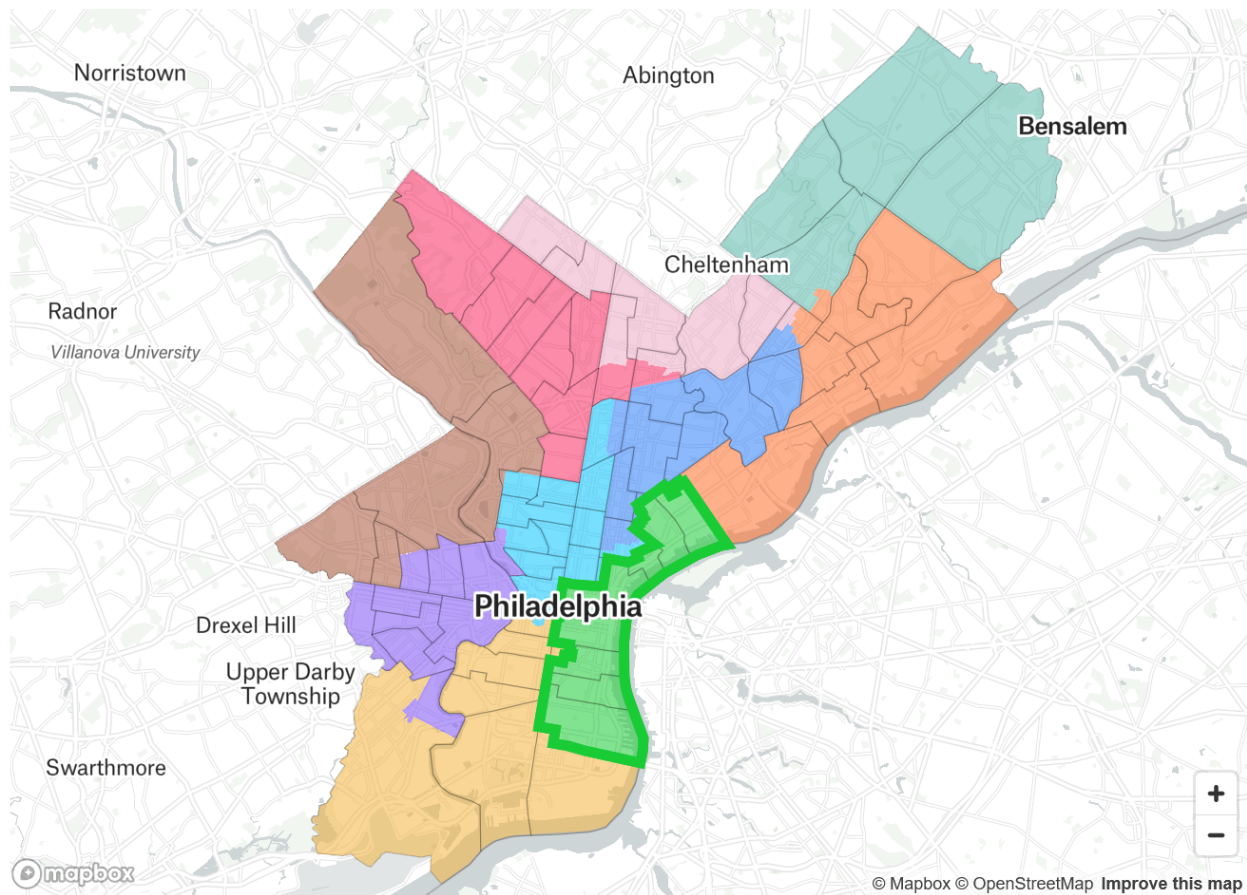 Norristown
Abington
Bensalem
Cheltenham
Radnor
Villanova University
Philadelphia
Drexel Hill
Upper Darby
Township
Swarthmore
+
−
mapbox
© Mapbox © OpenStreetMap Improve this map